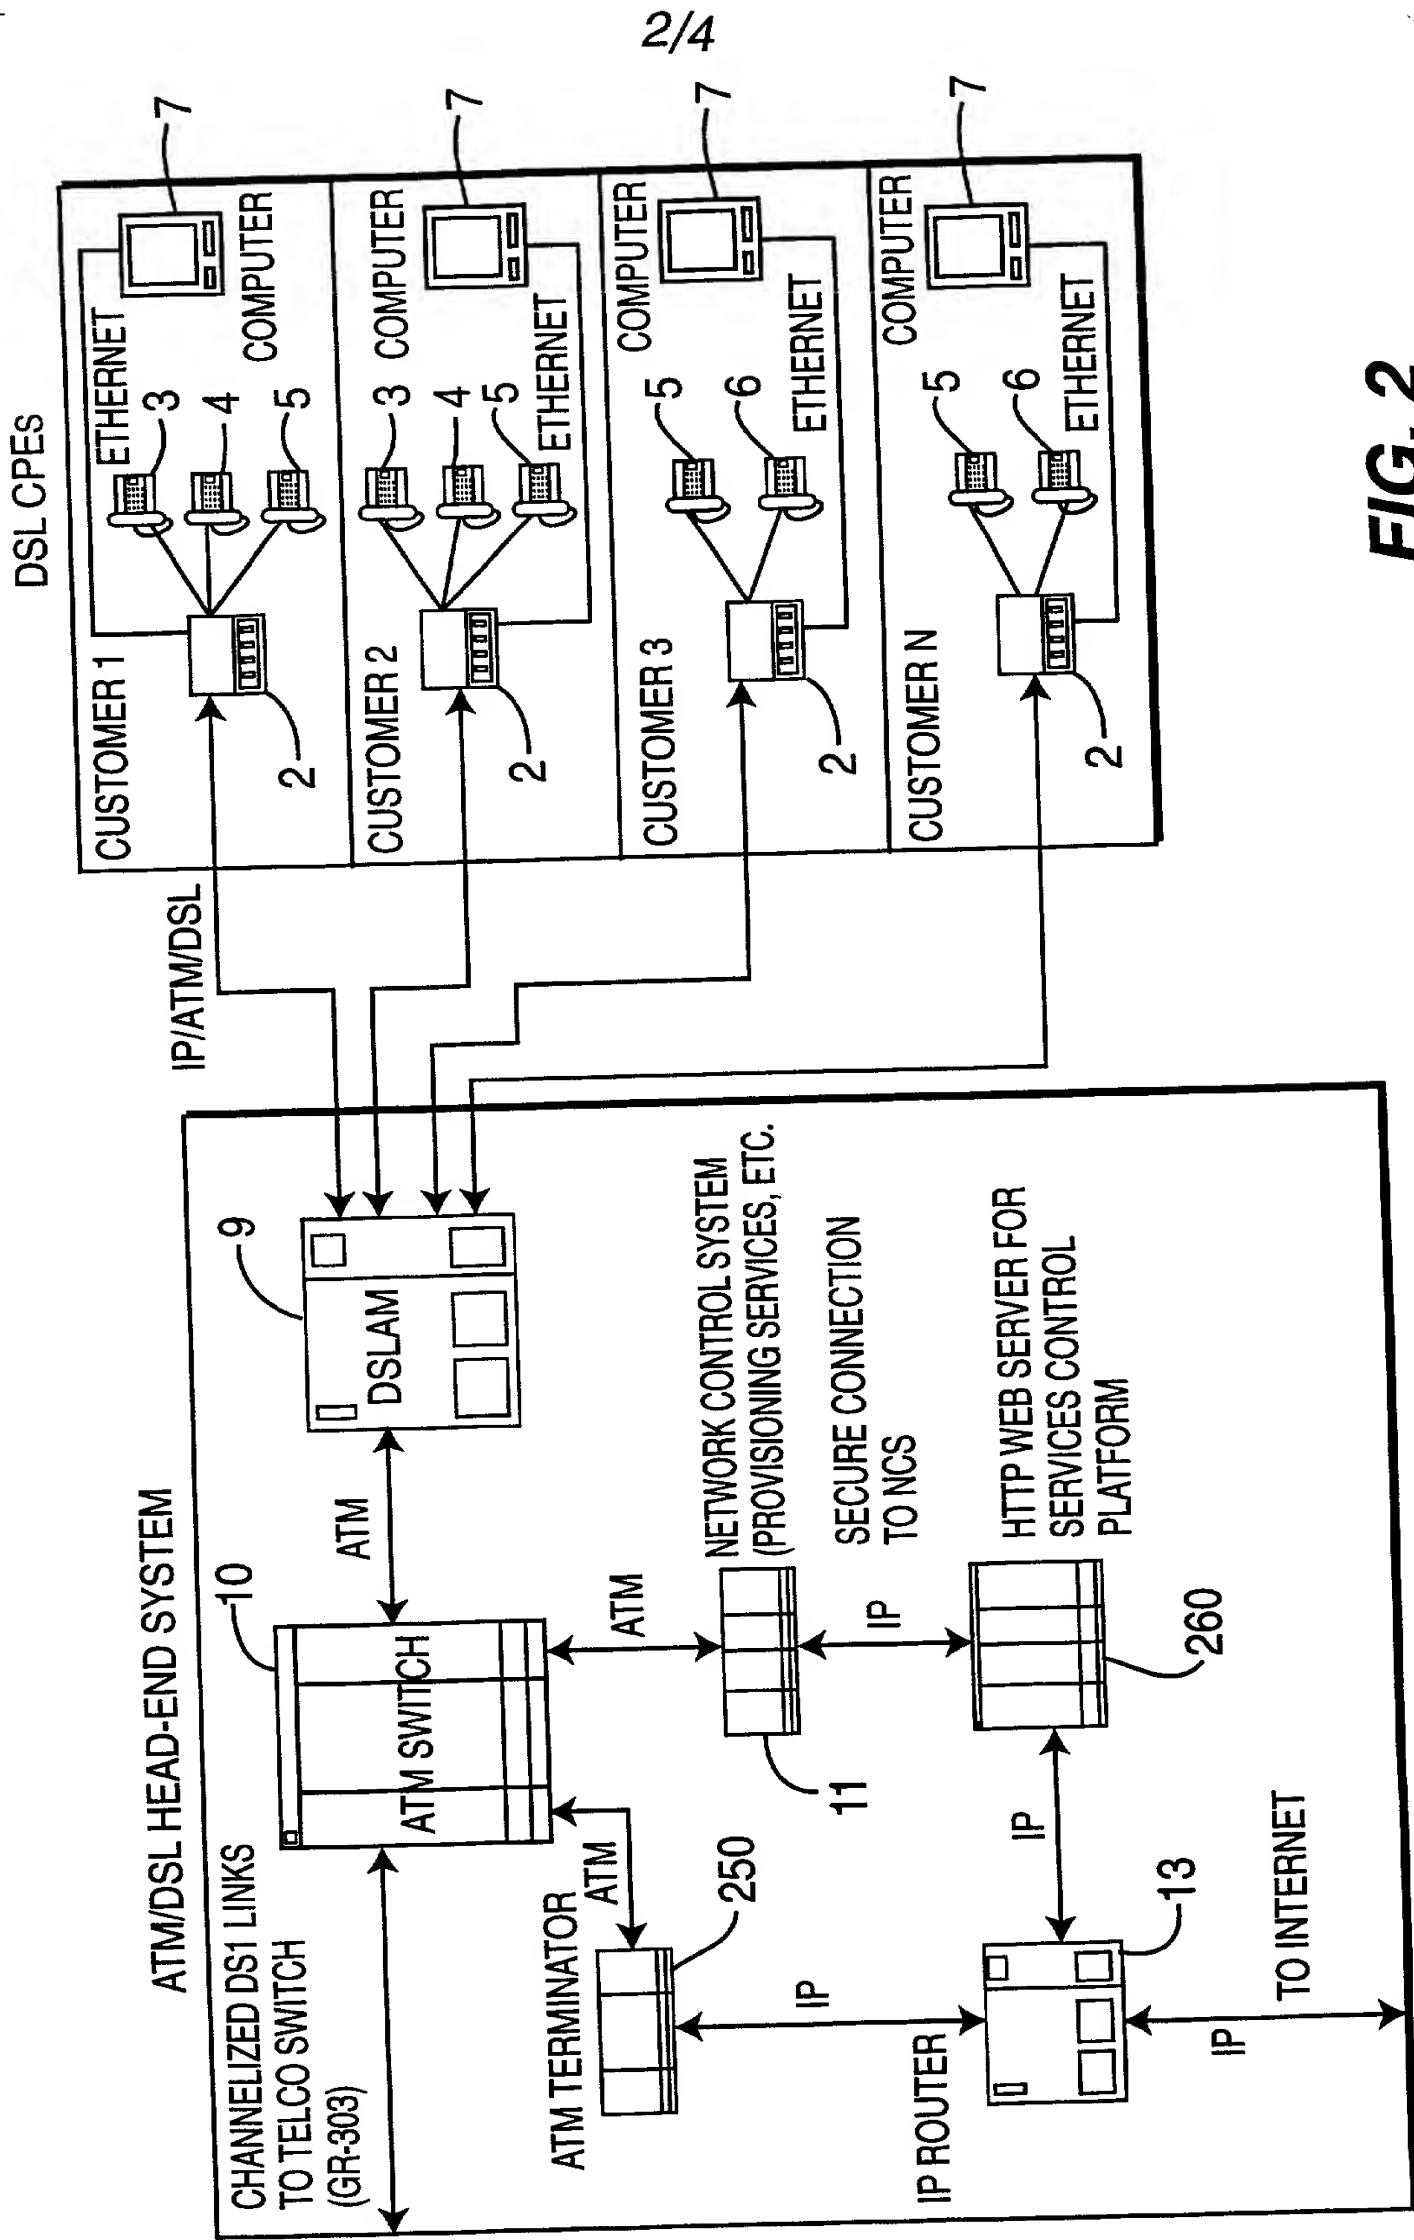 2/4
DSL CPEs
CUSTOMER 1
ETHERNET
COMPUTER
7
3
4
5
2
CUSTOMER 2
COMPUTER
ETHERNET
7
3
4
5
2
CUSTOMER 3
COMPUTER
ETHERNET
7
5
6
2
CUSTOMER N
COMPUTER
ETHERNET
7
5
6
2
IP/ATM/DSL
ATM/DSL HEAD-END SYSTEM
CHANNELIZED DS1 LINKS
TO TELCO SWITCH
(GR-303)
10
ATM SWITCH
ATM
9
DSLAM
ATM TERMINATOR
ATM
250
ATM
11
NETWORK CONTROL SYSTEM
(PROVISIONING SERVICES, ETC.
SECURE CONNECTION
TO NCS
IP
IP
IP ROUTER
13
IP
260
HTTP WEB SERVER FOR
SERVICES CONTROL
PLATFORM
IP
TO INTERNET
FIG. 2